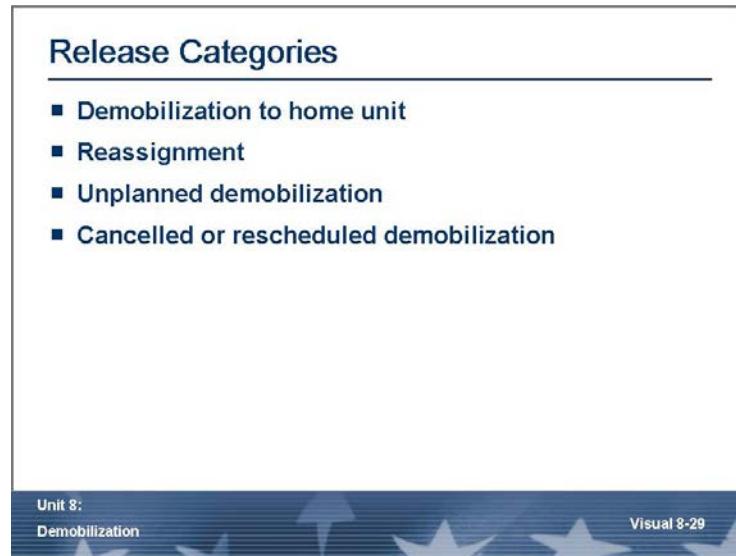 Release Categories
Demobilization to home unit
Reassignment
Unplanned demobilization
Cancelled or rescheduled demobilization
Unit 8:
Demobilization
Visual 8-29